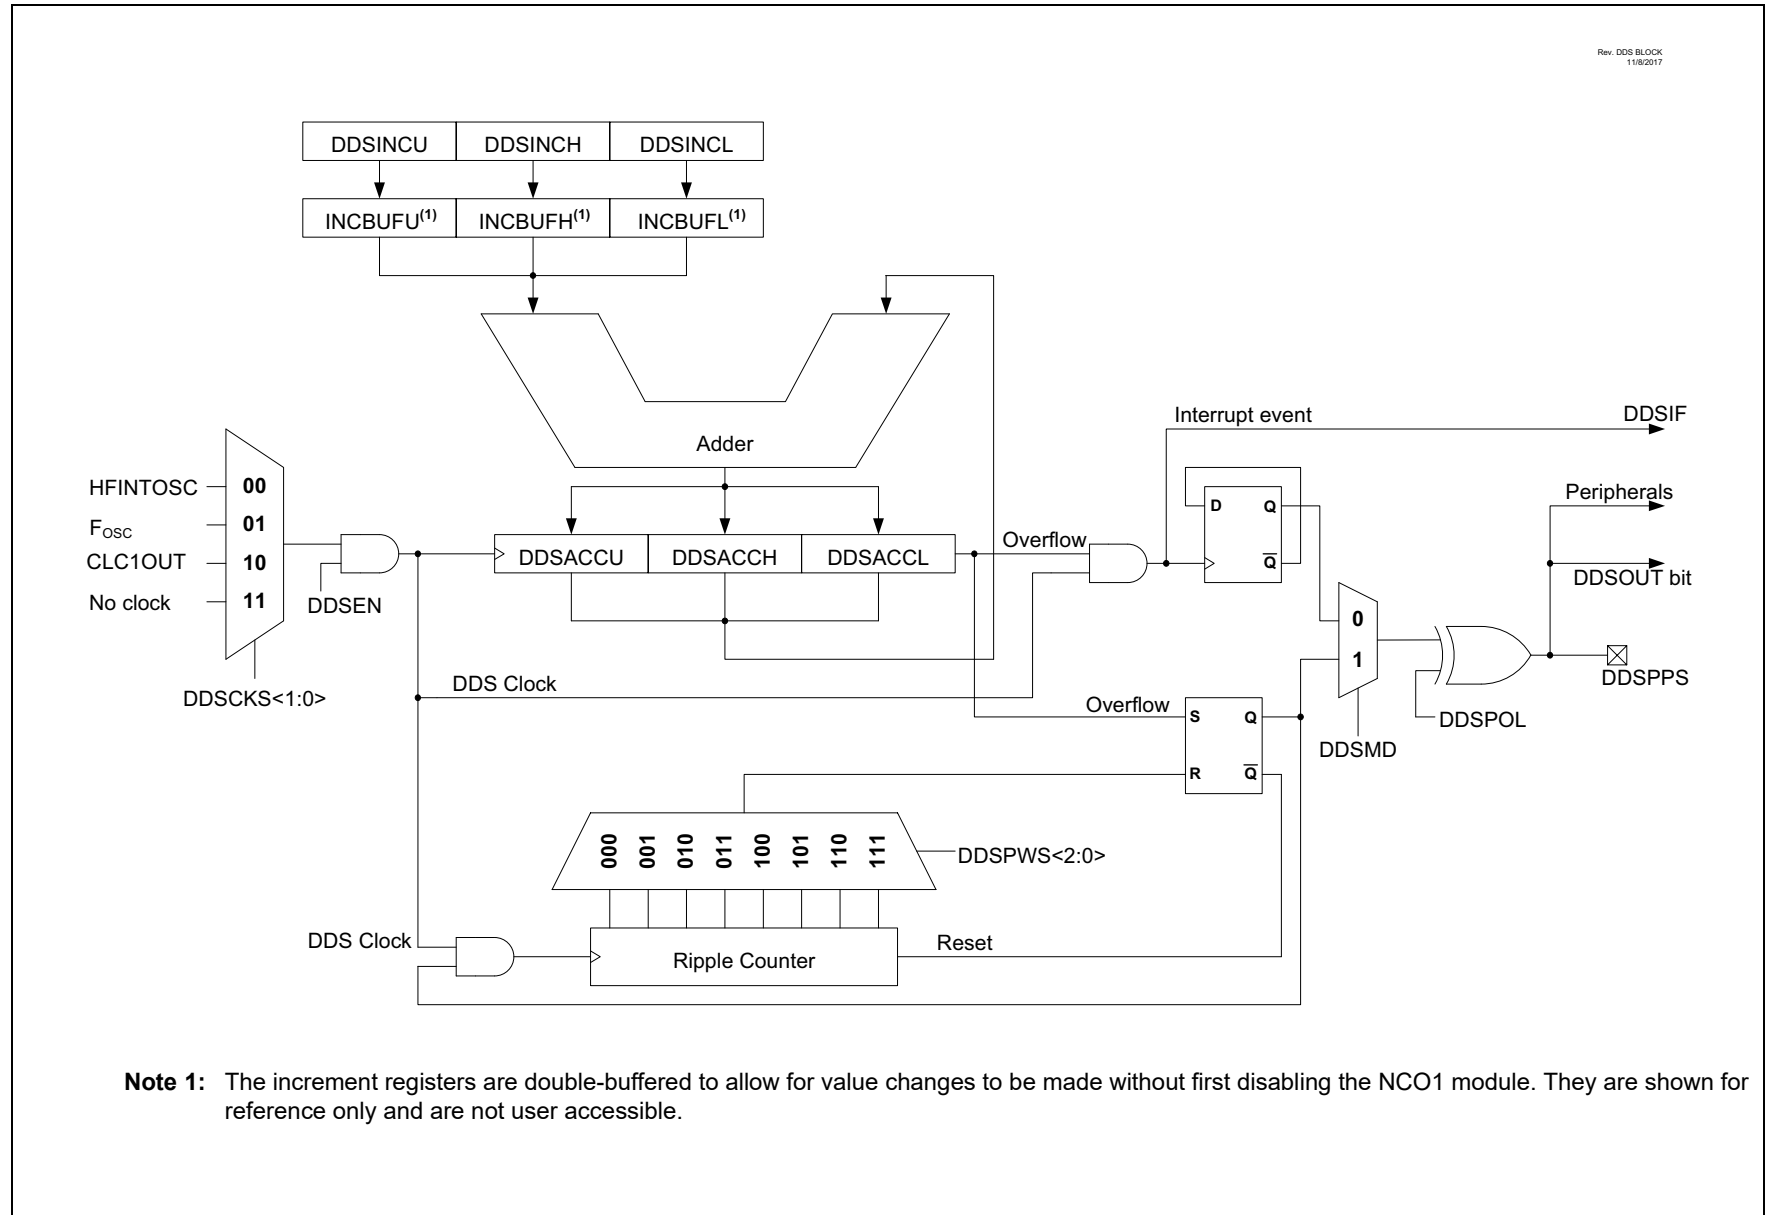 Rev. DDS BLOCK
11/8/2017
DDSINCU DDSINCH DDSINCL
INCBUFU(1) INCBUFH(1) INCBUFL(1)
Adder
Interrupt event
DDSIF
HFINTOSC 00
FOSC 01
CLC1OUT 10
No clock 11
DDSEN
DDSCKS<1:0>
DDSACCU DDSACCH DDSACCL
Overflow
D Q
Q
Peripherals
DDSOUT bit
0
1
DDSPPS
DDSPOL
DDSMD
DDS Clock
Overflow
S Q
R Q
000 001 010 011 100 101 110 111
DDSPWS<2:0>
DDS Clock
Ripple Counter
Reset
Note 1: The increment registers are double-buffered to allow for value changes to be made without first disabling the NCO1 module. They are shown for
reference only and are not user accessible.